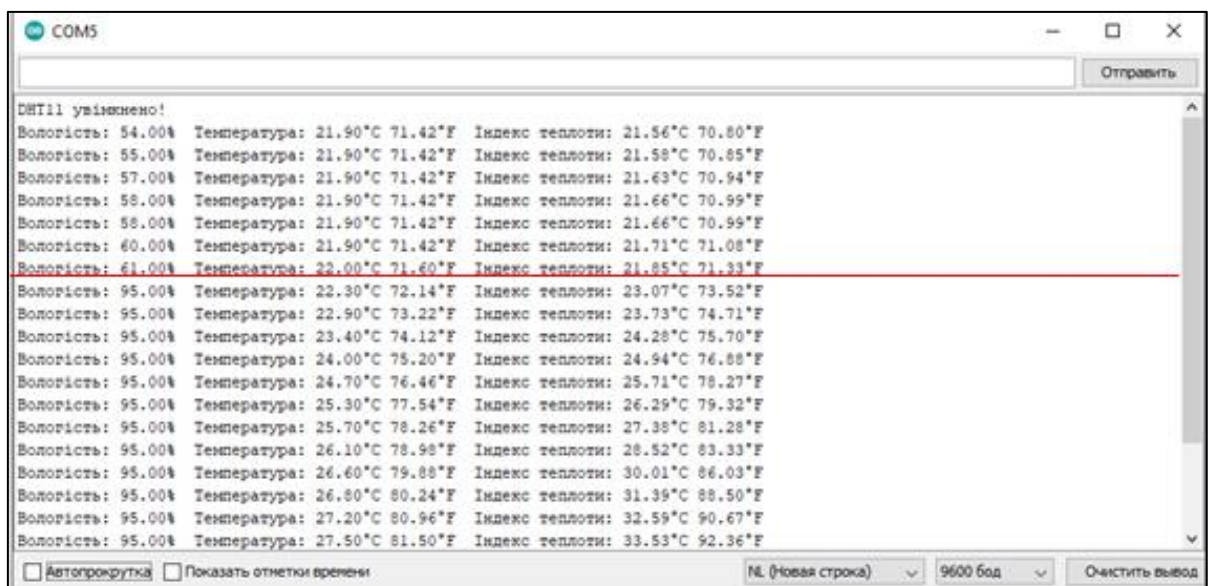 COM5
Отправить
DHT11 увімкнено!
Вологість: 54.00% Температура: 21.90°C 71.42°F Індекс теплоти: 21.56°C 70.80°F
Вологість: 55.00% Температура: 21.90°C 71.42°F Індекс теплоти: 21.58°C 70.85°F
Вологість: 57.00% Температура: 21.90°C 71.42°F Індекс теплоти: 21.63°C 70.94°F
Вологість: 58.00% Температура: 21.90°C 71.42°F Індекс теплоти: 21.66°C 70.99°F
Вологість: 58.00% Температура: 21.90°C 71.42°F Індекс теплоти: 21.66°C 70.99°F
Вологість: 60.00% Температура: 21.90°C 71.42°F Індекс теплоти: 21.71°C 71.08°F
Вологість: 61.00% Температура: 22.00°C 71.60°F Індекс теплоти: 21.85°C 71.33°F
Вологість: 95.00% Температура: 22.30°C 72.14°F Індекс теплоти: 23.07°C 73.52°F
Вологість: 95.00% Температура: 22.90°C 73.22°F Індекс теплоти: 23.73°C 74.71°F
Вологість: 95.00% Температура: 23.40°C 74.12°F Індекс теплоти: 24.28°C 75.70°F
Вологість: 95.00% Температура: 24.00°C 75.20°F Індекс теплоти: 24.94°C 76.88°F
Вологість: 95.00% Температура: 24.70°C 76.46°F Індекс теплоти: 25.71°C 78.27°F
Вологість: 95.00% Температура: 25.30°C 77.54°F Індекс теплоти: 26.29°C 79.32°F
Вологість: 95.00% Температура: 25.70°C 78.26°F Індекс теплоти: 27.38°C 81.28°F
Вологість: 95.00% Температура: 26.10°C 78.98°F Індекс теплоти: 28.52°C 83.33°F
Вологість: 95.00% Температура: 26.60°C 79.88°F Індекс теплоти: 30.01°C 86.03°F
Вологість: 95.00% Температура: 26.80°C 80.24°F Індекс теплоти: 31.39°C 88.50°F
Вологість: 95.00% Температура: 27.20°C 80.96°F Індекс теплоти: 32.59°C 90.67°F
Вологість: 95.00% Температура: 27.50°C 81.50°F Індекс теплоти: 33.53°C 92.36°F
Автопрокрутка Показать отметки времени NL (Новая строка) 9600 бод Очистить вывод